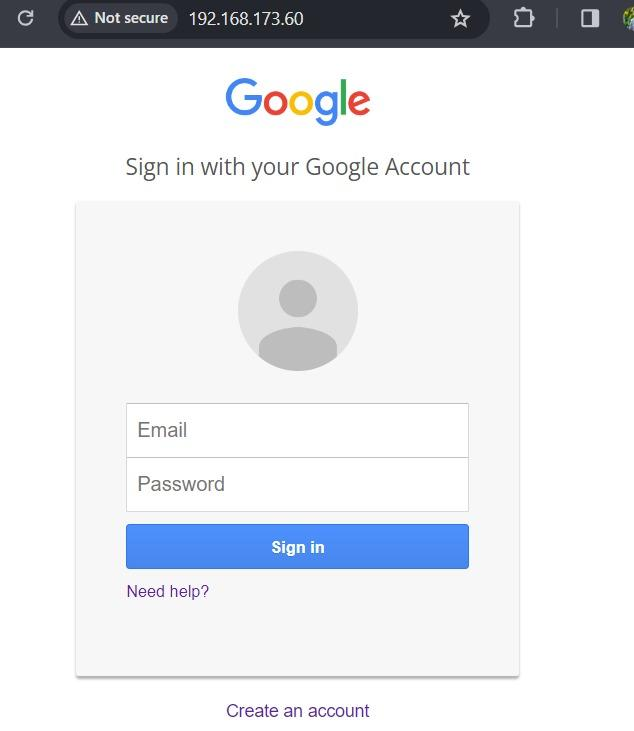 Not secure 192.168.173.60
Google
Sign in with your Google Account
Email
Password
Sign in
Need help?
Create an account